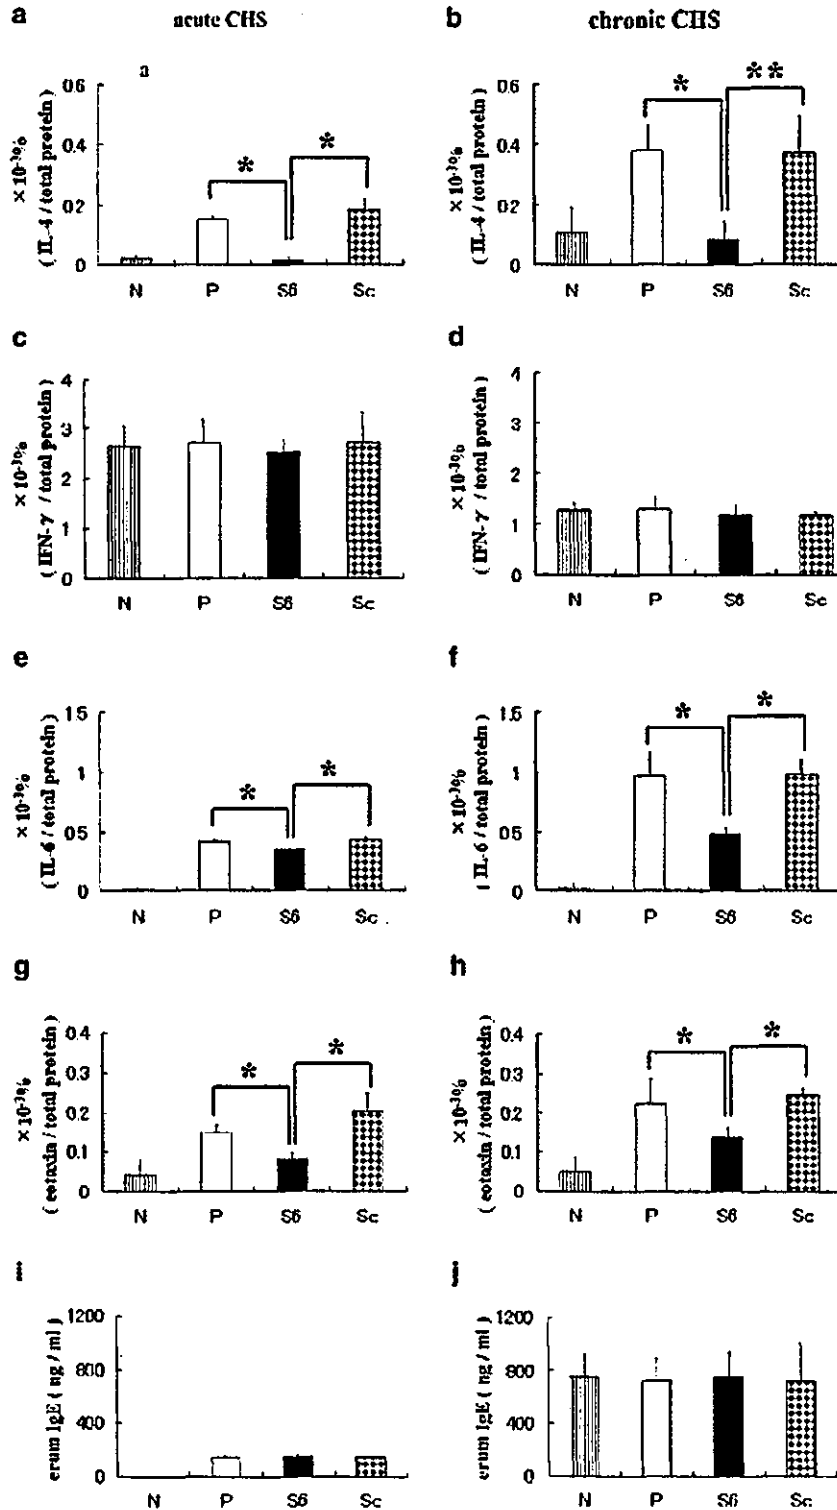 a acute CHS
b chronic CHS
a
× 10⁻³%
( IL-4 / total protein )
0.6
0.4
0.2
0
* *
N P S6 Sc
× 10⁻³%
( IL-4 / total protein )
0.6
0.4
0.2
0
* **
N P S6 Sc
c
× 10⁻³%
( IFN-γ / total protein )
4
3
2
1
0
N P S6 Sc
d
× 10⁻³%
( IFN-γ / total protein )
4
3
2
1
0
N P S6 Sc
e
× 10⁻³%
( IL-6 / total protein )
1.5
1
0.5
0
* *
N P S6 Sc
f
× 10⁻³%
( IL-6 / total protein )
1.5
1
0.5
0
* *
N P S6 Sc
g
× 10⁻³%
( eotaxin / total protein )
0.4
0.3
0.2
0.1
0
* *
N P S6 Sc
h
× 10⁻³%
( eotaxin / total protein )
0.4
0.3
0.2
0.1
0
* *
N P S6 Sc
erum IgE ( ng / ml )
1200
800
400
0
N P S6 Sc
erum IgE ( ng / ml )
1200
800
400
0
N P S6 Sc